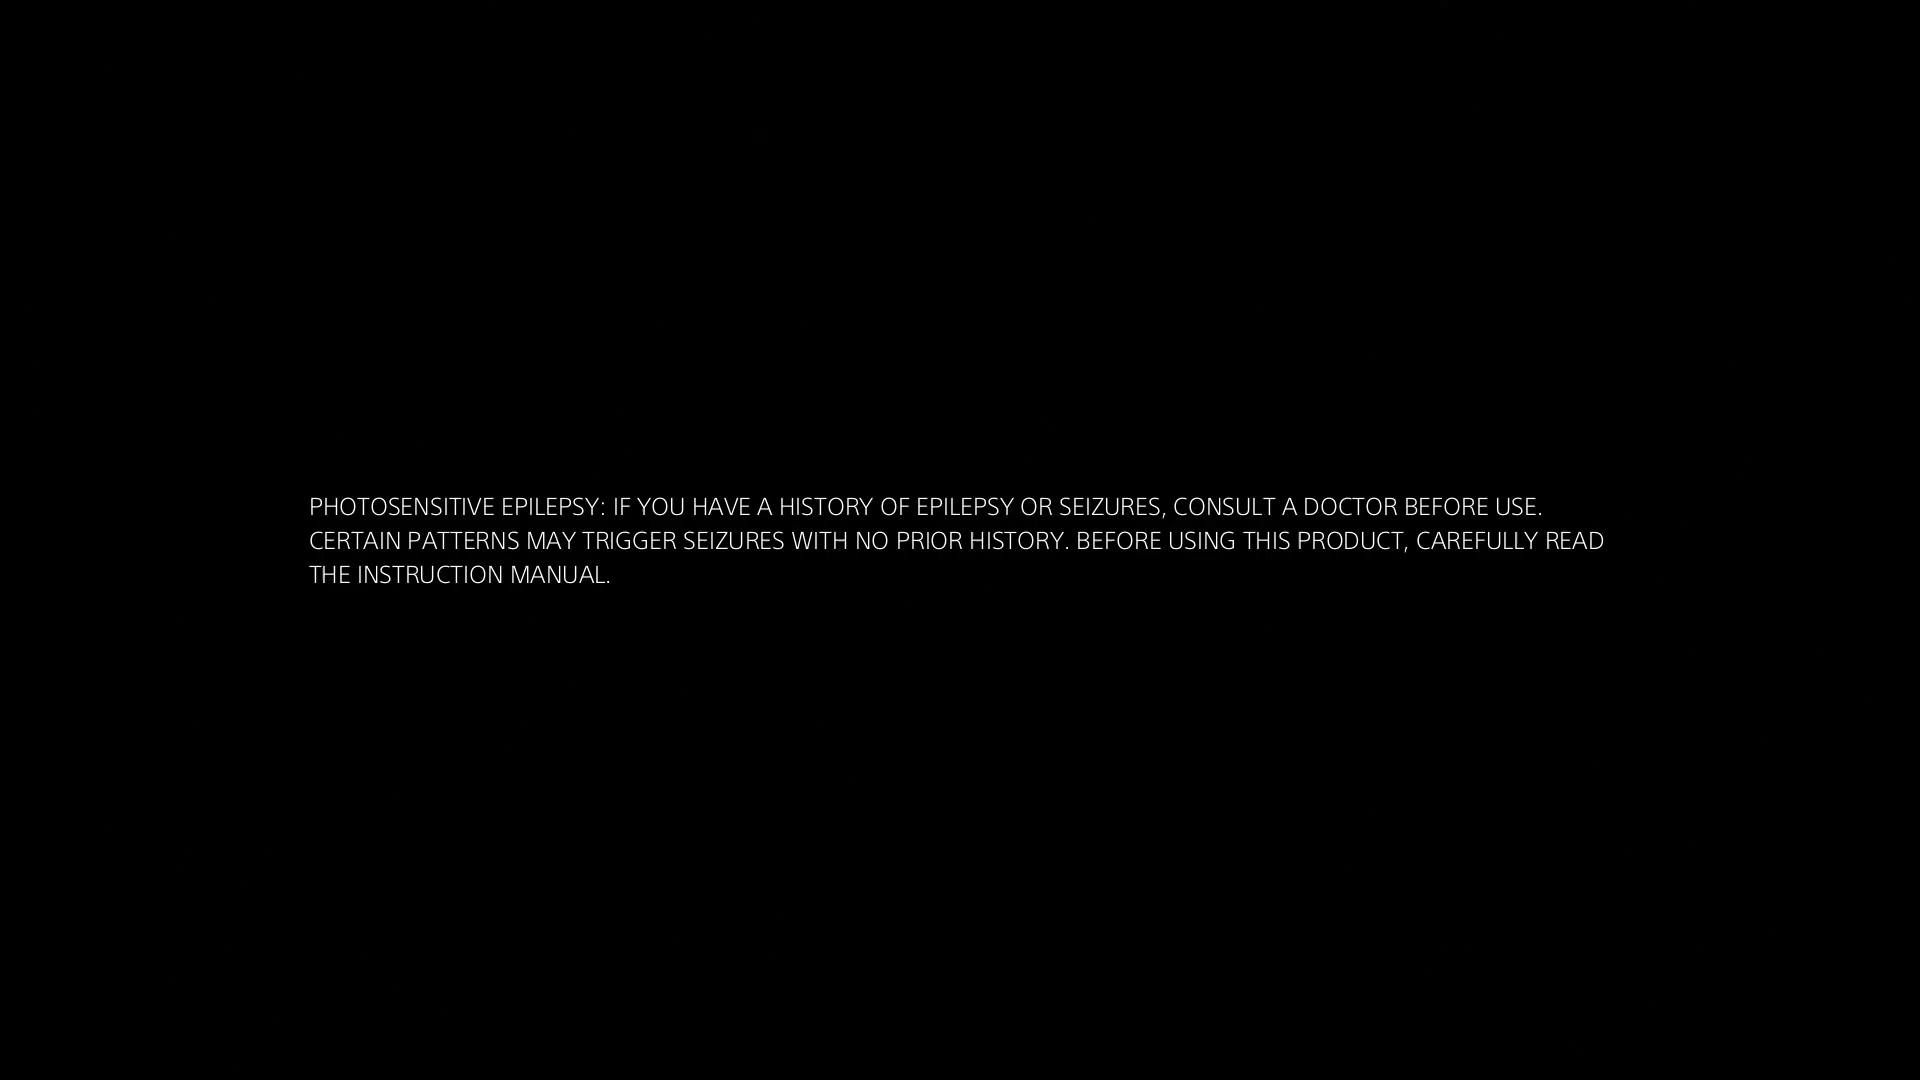 PHOTOSENSITIVE EPILEPSY: IF YOU HAVE A HISTORY OF EPILEPSY OR SEIZURES, CONSULT A DOCTOR BEFORE USE.
CERTAIN PATTERNS MAY TRIGGER SEIZURES WITH NO PRIOR HISTORY. BEFORE USING THIS PRODUCT, CAREFULLY READ
THE INSTRUCTION MANUAL.